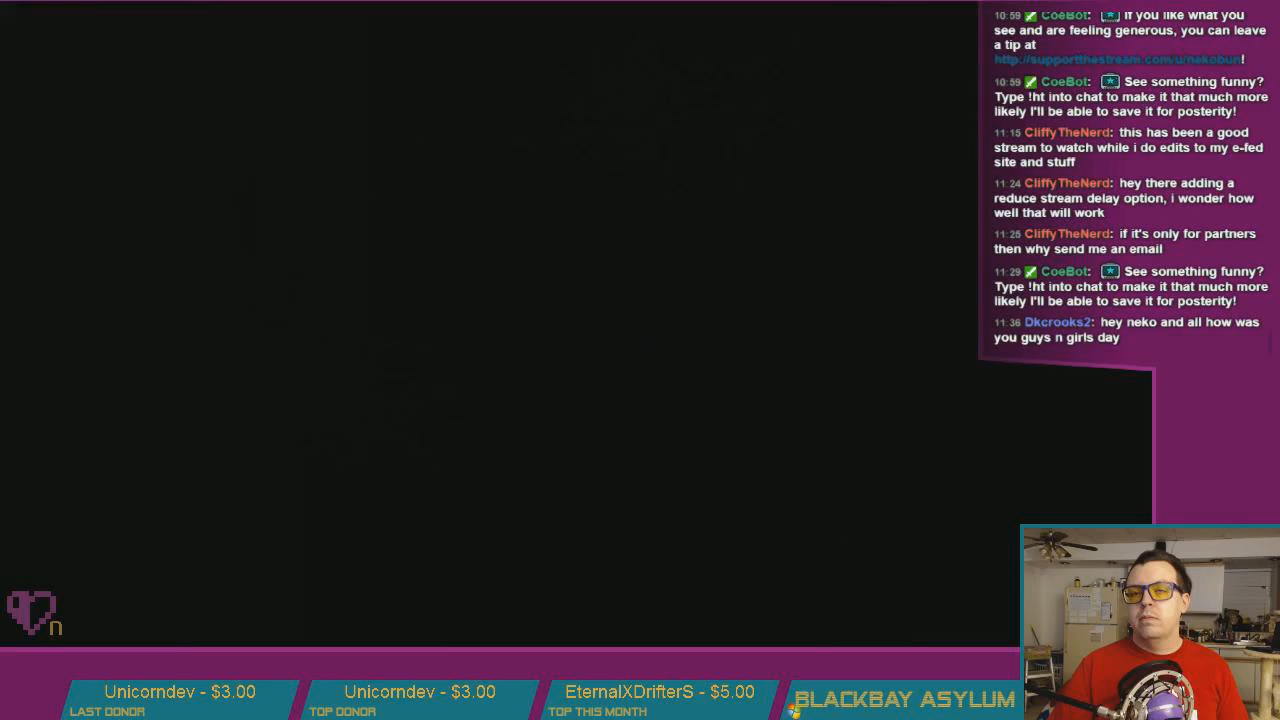 10:59 CoeBot: If you like what you
see and are feeling generous, you can leave
a tip at
http://supportthestream.com/u/nekobun!
10:59 CoeBot: See something funny?
Type !ht into chat to make it that much more
likely I'll be able to save it for posterity!
11:15 CliffyTheNerd: this has been a good
stream to watch while i do edits to my e-fed
site and stuff
11:24 CliffyTheNerd: hey there adding a
reduce stream delay option, i wonder how
well that will work
11:25 CliffyTheNerd: if it's only for partners
then why send me an email
11:29 CoeBot: See something funny?
Type !ht into chat to make it that much more
likely I'll be able to save it for posterity!
11:36 Dkcrooks2: hey neko and all how was
you guys n girls day
n
Unicorndev - $3.00
LAST DONOR
Unicorndev - $3.00
TOP DONOR
EternalXDrifterS - $5.00
TOP THIS MONTH
BLACKBAY ASYLUM